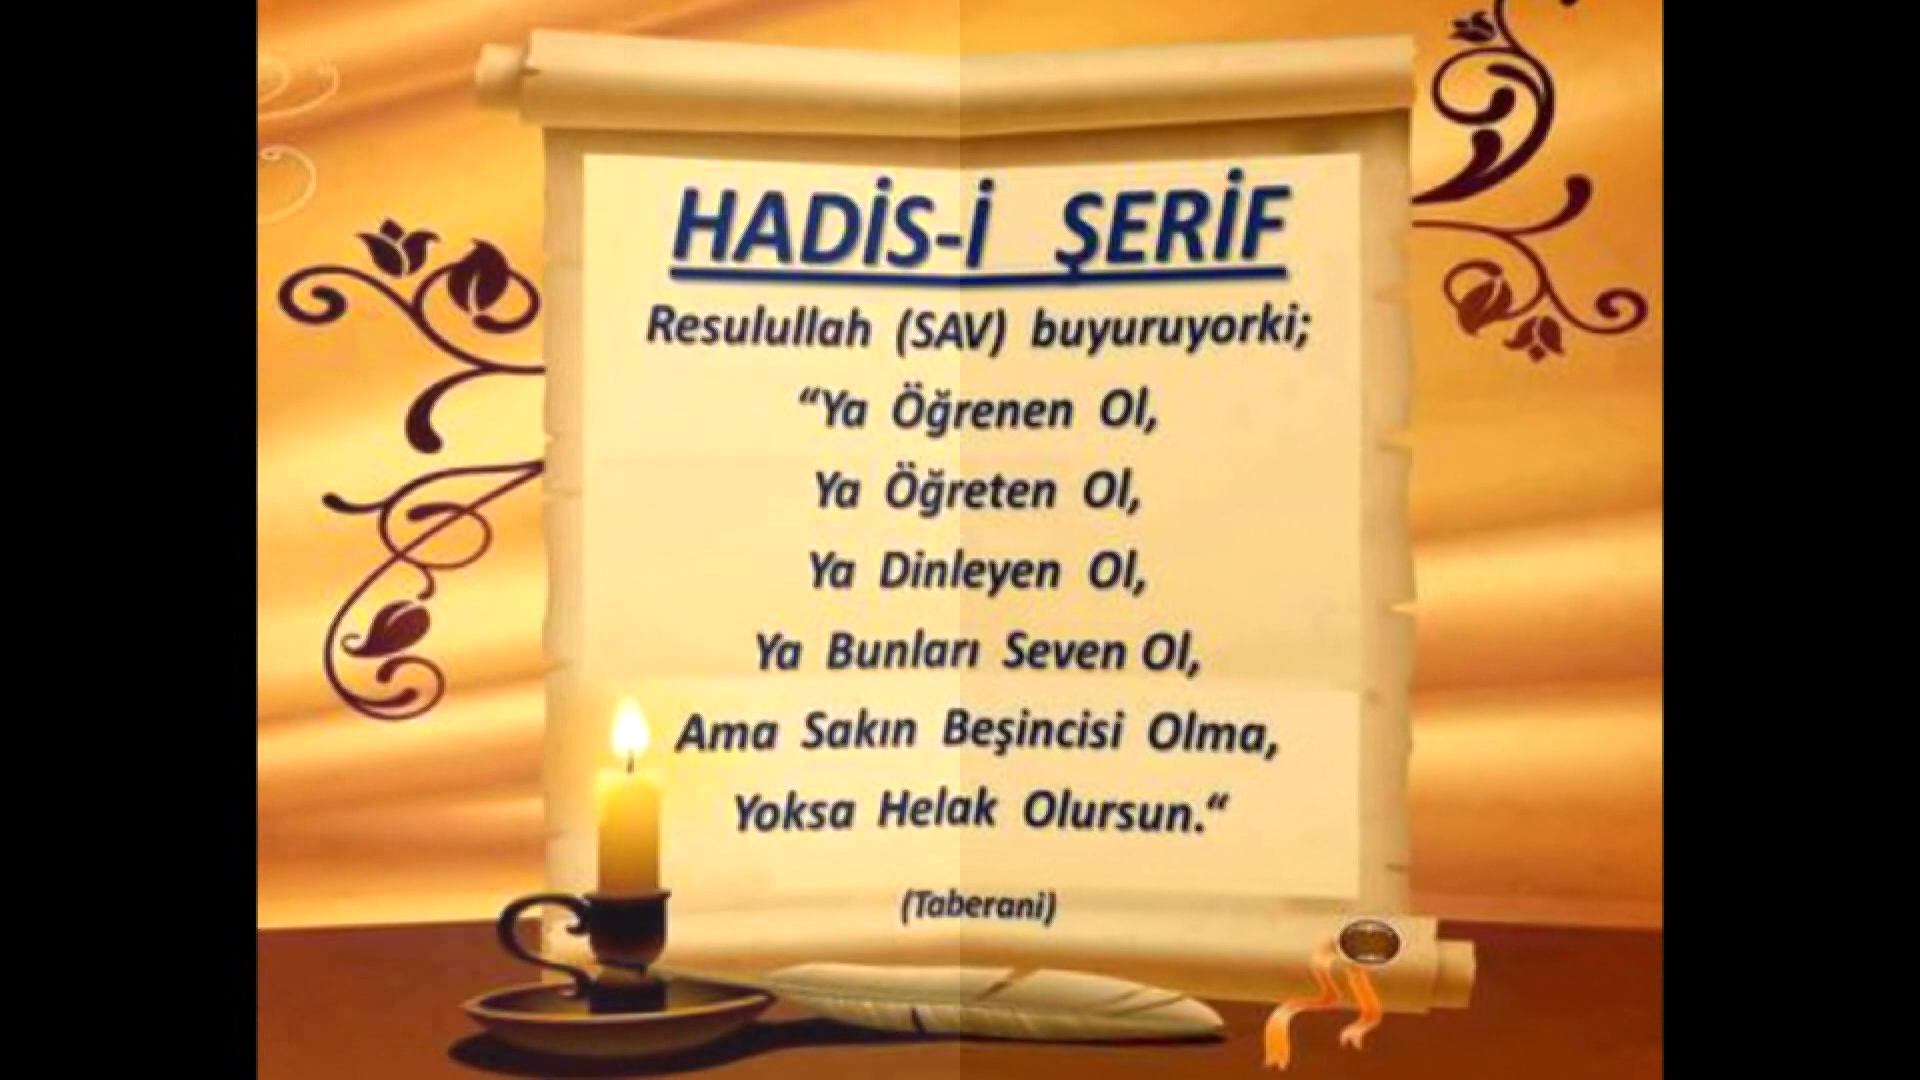 HADİS-İ ŞERİF
Resulullah (SAV) buyuruyorki;
“Ya Öğrenen Ol,
Ya Öğreten Ol,
Ya Dinleyen Ol,
Ya Bunları Seven Ol,
Ama Sakın Beşincisi Olma,
Yoksa Helak Olursun.“
(Taberani)